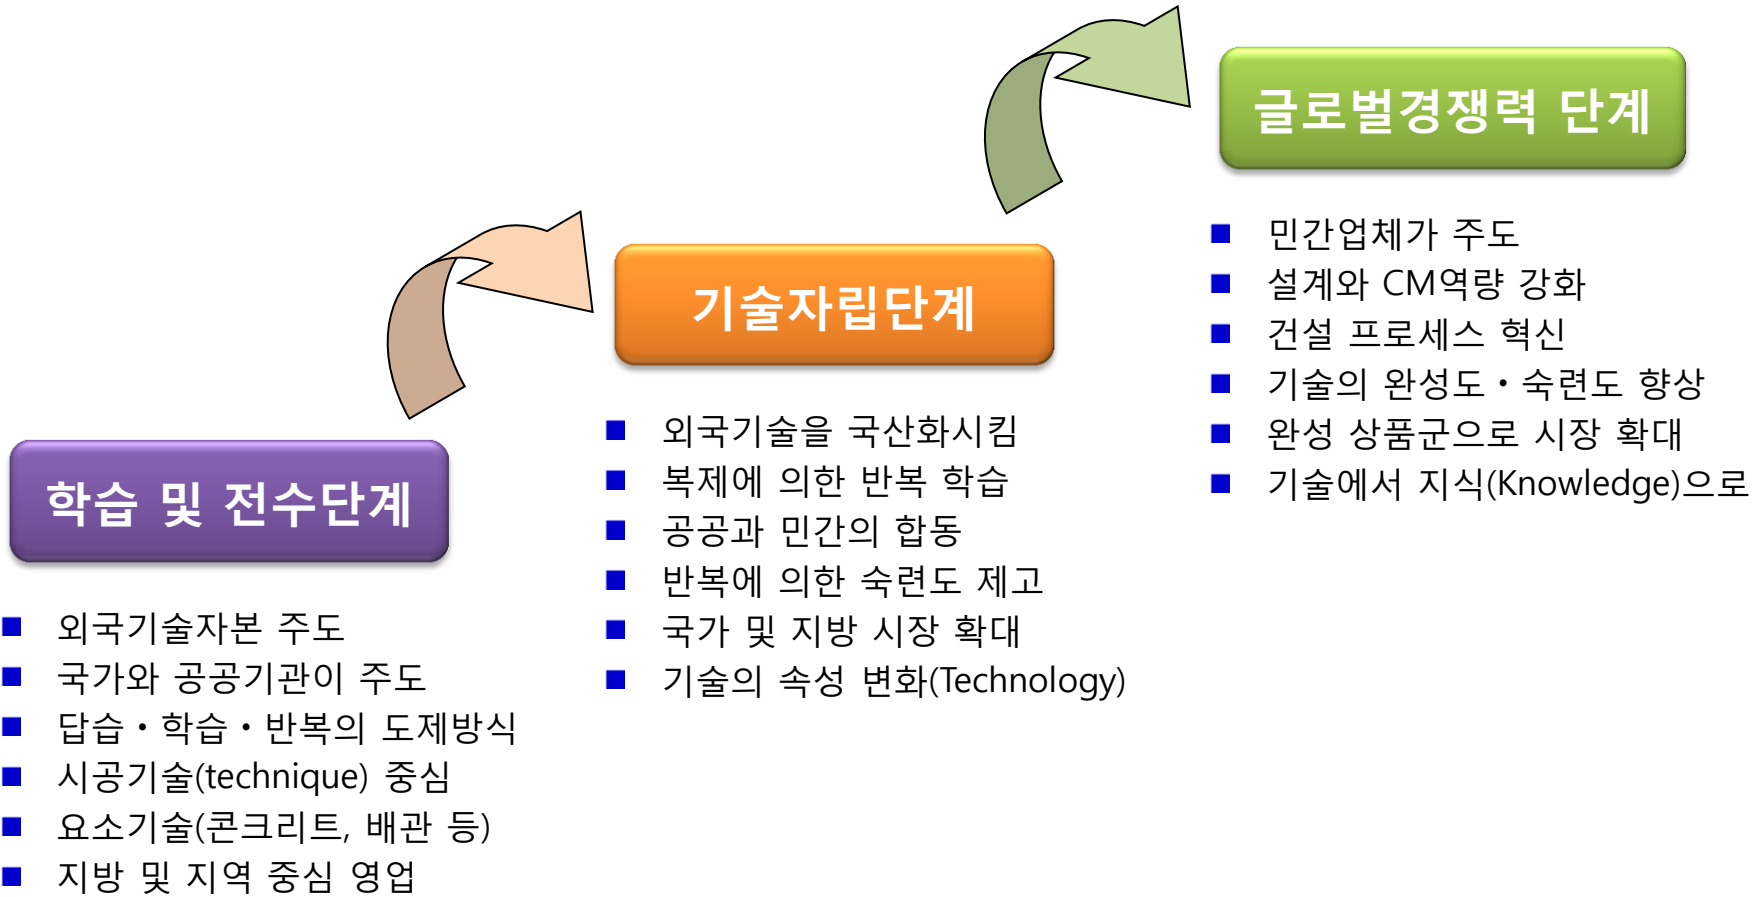 글로벌경쟁력 단계
■ 민간업체가 주도
■ 설계와 CM역량 강화
■ 건설 프로세스 혁신
■ 기술의 완성도・숙련도 향상
■ 완성 상품군으로 시장 확대
■ 기술에서 지식(Knowledge)으로
기술자립단계
■ 외국기술을 국산화시킴
■ 복제에 의한 반복 학습
■ 공공과 민간의 합동
■ 반복에 의한 숙련도 제고
■ 국가 및 지방 시장 확대
■ 기술의 속성 변화(Technology)
학습 및 전수단계
■ 외국기술자본 주도
■ 국가와 공공기관이 주도
■ 답습・학습・반복의 도제방식
■ 시공기술(technique) 중심
■ 요소기술(콘크리트, 배관 등)
■ 지방 및 지역 중심 영업